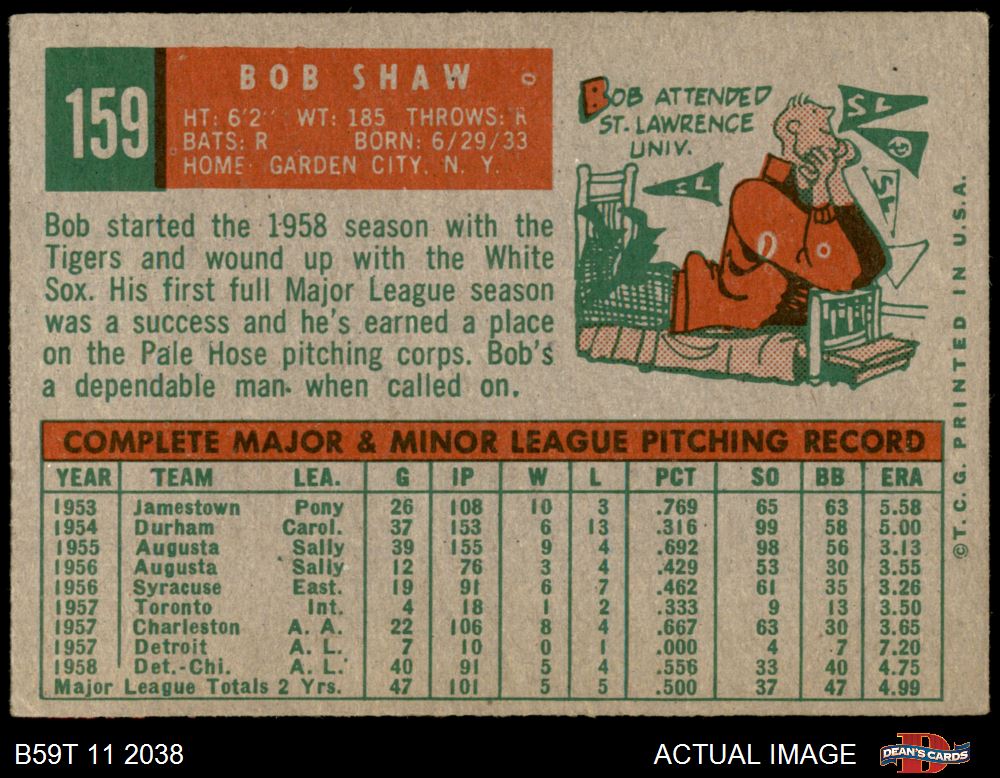 159
BOB SHAW
HT: 6'2" WT: 185 THROWS: R
BATS: R BORN: 6/29/33
HOME: GARDEN CITY, N. Y.
BOB ATTENDED
ST. LAWRENCE
UNIV.
SL
SL
SL
Bob started the 1958 season with the
Tigers and wound up with the White
Sox. His first full Major League season
was a success and he's earned a place
on the Pale Hose pitching corps. Bob's
a dependable man when called on.
COMPLETE MAJOR & MINOR LEAGUE PITCHING RECORD
YEAR TEAM LEA. G IP W L PCT SO BB ERA
1953 Jamestown Pony 26 108 10 3 .769 65 63 5.58
1954 Durham Carol. 37 153 6 13 .316 99 58 5.00
1955 Augusta Sally 39 155 9 4 .692 98 56 3.13
1956 Augusta Sally 12 76 3 4 .429 53 30 3.55
1956 Syracuse East. 19 91 6 7 .462 61 35 3.26
1957 Toronto Int. 4 18 1 2 .333 9 13 3.50
1957 Charleston A. A. 22 106 8 4 .667 63 30 3.65
1957 Detroit A. L. 7 10 0 1 .000 4 7 7.20
1958 Det.-Chi. A. L. 40 91 5 4 .556 33 40 4.75
Major League Totals 2 Yrs. 47 101 5 5 .500 37 47 4.99
© T. C. G. PRINTED IN U.S.A.
B59T 11 2038
ACTUAL IMAGE
DEAN'S CARDS